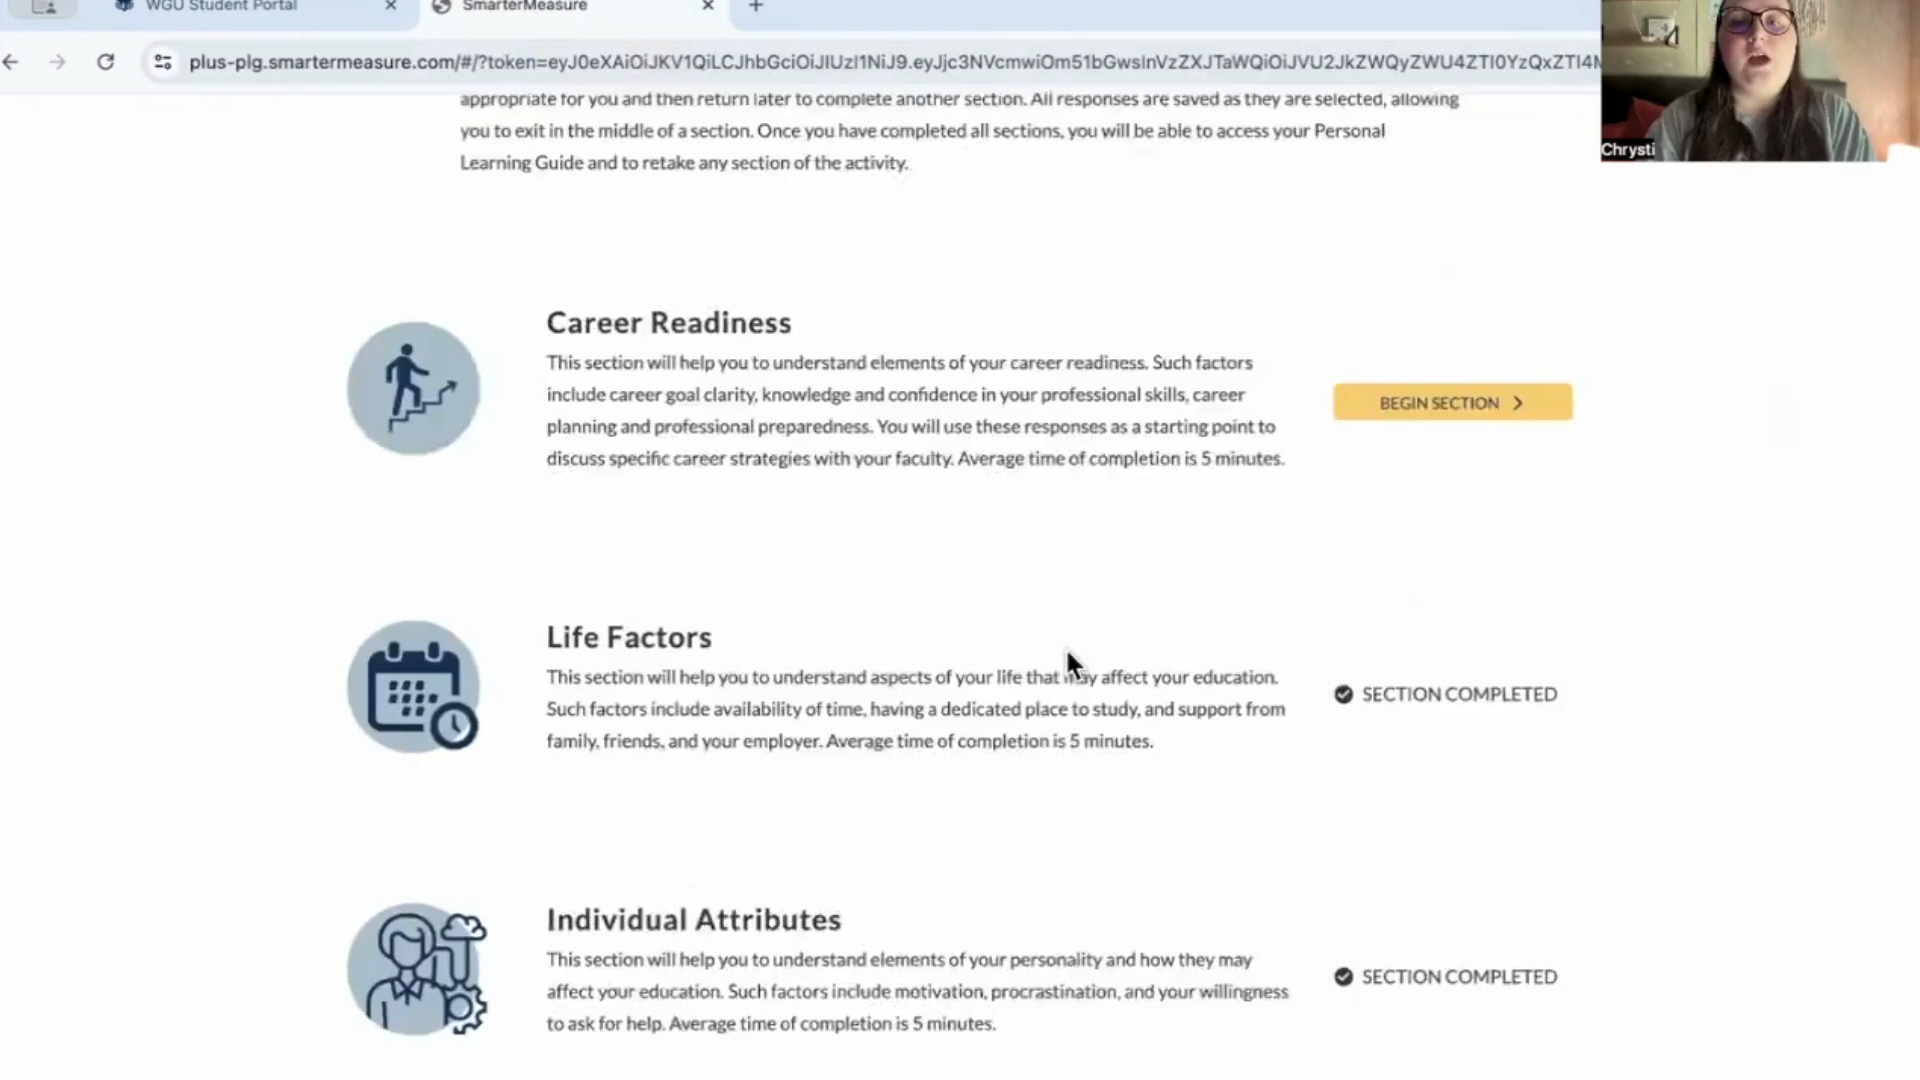 WGU Student Portal
SmarterMeasure
plus-plg.smartermeasure.com/#/?token=eyJ0eXAiOiJKV1QiLCJhbGciOiJIUzI1NiJ9.eyJjc3NVcmwiOm51bGwsInVzZXJTaWQiOiJVU2JkZWQyZWU4ZTI0YzQxZTI4M
Chrysti
appropriate for you and then return later to complete another section. All responses are saved as they are selected, allowing
you to exit in the middle of a section. Once you have completed all sections, you will be able to access your Personal
Learning Guide and to retake any section of the activity.
Career Readiness
This section will help you to understand elements of your career readiness. Such factors
include career goal clarity, knowledge and confidence in your professional skills, career
planning and professional preparedness. You will use these responses as a starting point to
discuss specific career strategies with your faculty. Average time of completion is 5 minutes.
BEGIN SECTION
Life Factors
This section will help you to understand aspects of your life that may affect your education.
Such factors include availability of time, having a dedicated place to study, and support from
family, friends, and your employer. Average time of completion is 5 minutes.
SECTION COMPLETED
Individual Attributes
This section will help you to understand elements of your personality and how they may
affect your education. Such factors include motivation, procrastination, and your willingness
to ask for help. Average time of completion is 5 minutes.
SECTION COMPLETED